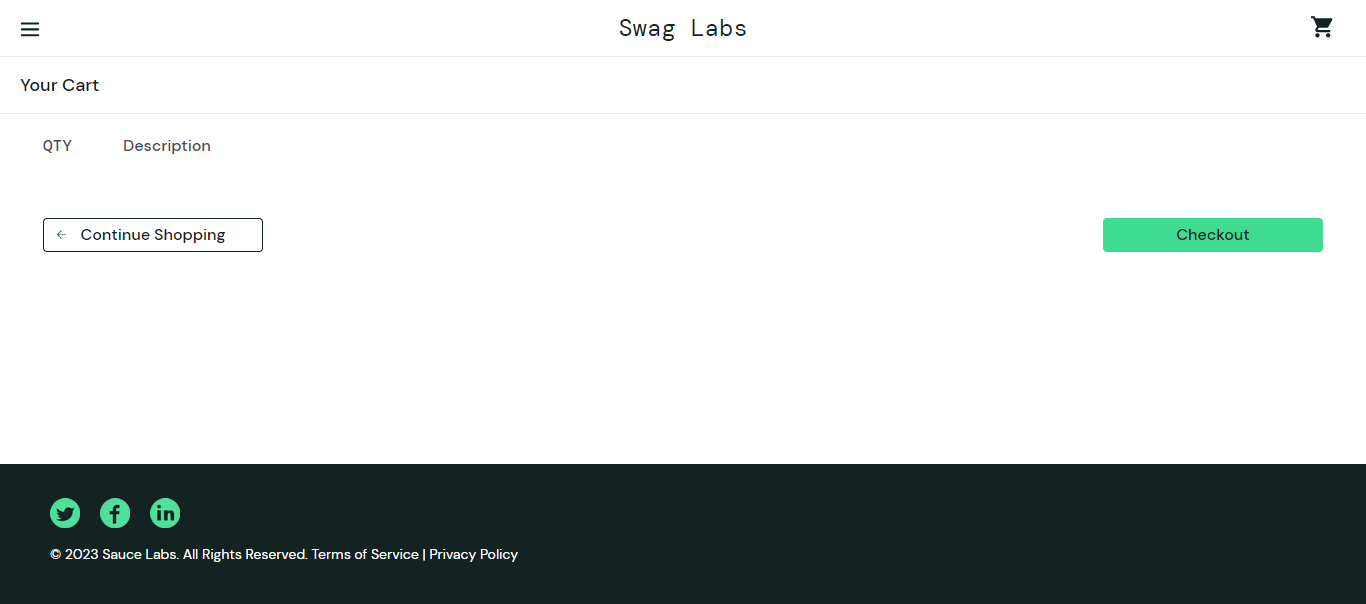 Swag Labs
Your Cart
QTY Description
Continue Shopping Checkout
© 2023 Sauce Labs. All Rights Reserved. Terms of Service | Privacy Policy